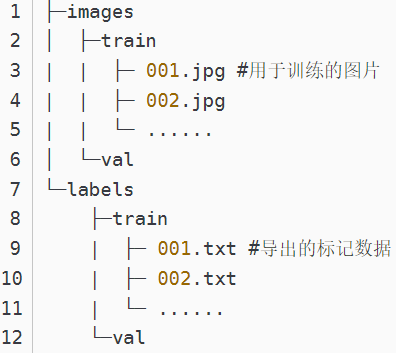 1 ├─images
2 │  ├─train
3 │  │  ├─ 001.jpg #用于训练的图片
4 │  │  ├─ 002.jpg
5 │  │  └─ ......
6 │  └─val
7 └─labels
8     ├─train
9     │  ├─ 001.txt #导出的标记数据
10     │  ├─ 002.txt
11     │  └─ ......
12     └─val